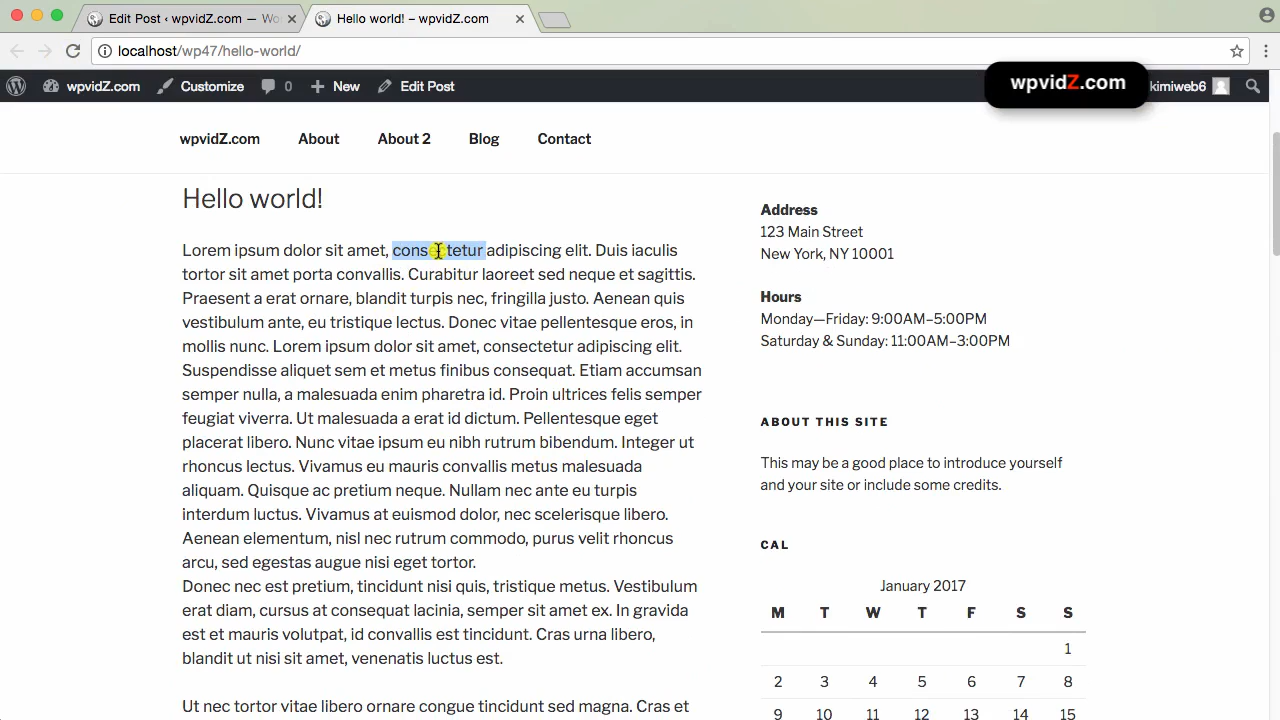 Edit Post ‹ wpvidZ.com — Wo
Hello world! – wpvidZ.com
localhost/wp47/hello-world/
wpvidZ.com
Customize
0
New
Edit Post
wpvidZ.com
kimiweb6
wpvidZ.com
About
About 2
Blog
Contact
Hello world!
Lorem ipsum dolor sit amet, consectetur adipiscing elit. Duis iaculis
tortor sit amet porta convallis. Curabitur laoreet sed neque et sagittis.
Praesent a erat ornare, blandit turpis nec, fringilla justo. Aenean quis
vestibulum ante, eu tristique lectus. Donec vitae pellentesque eros, in
mollis nunc. Lorem ipsum dolor sit amet, consectetur adipiscing elit.
Suspendisse aliquet sem et metus finibus consequat. Etiam accumsan
semper nulla, a malesuada enim pharetra id. Proin ultrices felis semper
feugiat viverra. Ut malesuada a erat id dictum. Pellentesque eget
placerat libero. Nunc vitae ipsum eu nibh rutrum bibendum. Integer ut
rhoncus lectus. Vivamus eu mauris convallis metus malesuada
aliquam. Quisque ac pretium neque. Nullam nec ante eu turpis
interdum luctus. Vivamus at euismod dolor, nec scelerisque libero.
Aenean elementum, nisl nec rutrum commodo, purus velit rhoncus
arcu, sed egestas augue nisi eget tortor.
Donec nec est pretium, tincidunt nisi quis, tristique metus. Vestibulum
erat diam, cursus at consequat lacinia, semper sit amet ex. In gravida
est et mauris volutpat, id convallis est tincidunt. Cras urna libero,
blandit ut nisi sit amet, venenatis luctus est.
Ut nec tortor vitae libero ornare congue tincidunt sed magna. Cras et
Address
123 Main Street
New York, NY 10001
Hours
Monday—Friday: 9:00AM–5:00PM
Saturday & Sunday: 11:00AM–3:00PM
ABOUT THIS SITE
This may be a good place to introduce yourself
and your site or include some credits.
CAL
January 2017
M T W T F S S
1
2 3 4 5 6 7 8
9 10 11 12 13 14 15